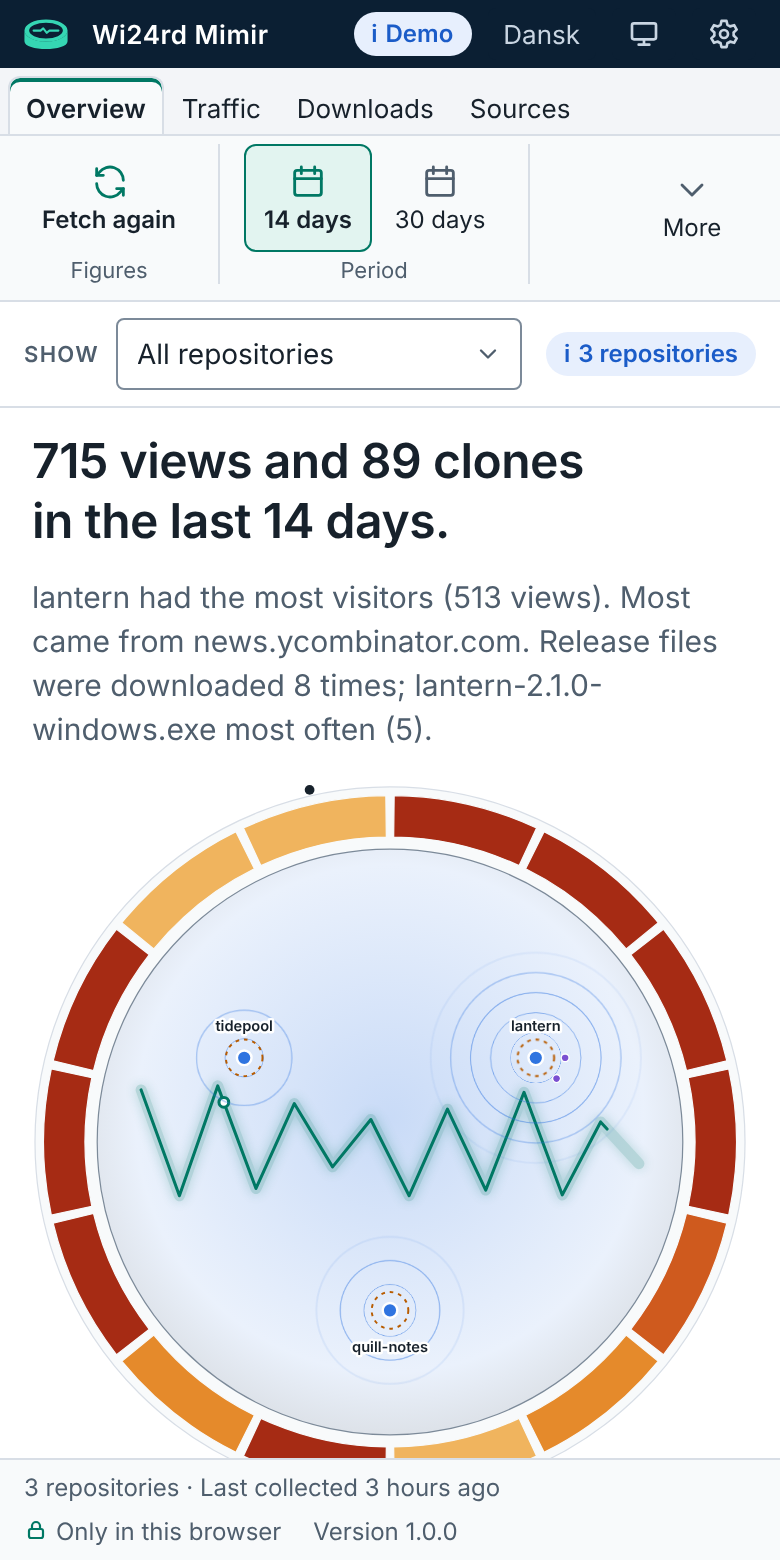 Wi24rd Mimir
i Demo
Dansk
Overview
Traffic
Downloads
Sources
Fetch again
Figures
14 days
30 days
Period
More
SHOW
All repositories
i 3 repositories
715 views and 89 clones
in the last 14 days.
lantern had the most visitors (513 views). Most
came from news.ycombinator.com. Release files
were downloaded 8 times; lantern-2.1.0-
windows.exe most often (5).
tidepool
lantern
quill-notes
3 repositories · Last collected 3 hours ago
Only in this browser
Version 1.0.0